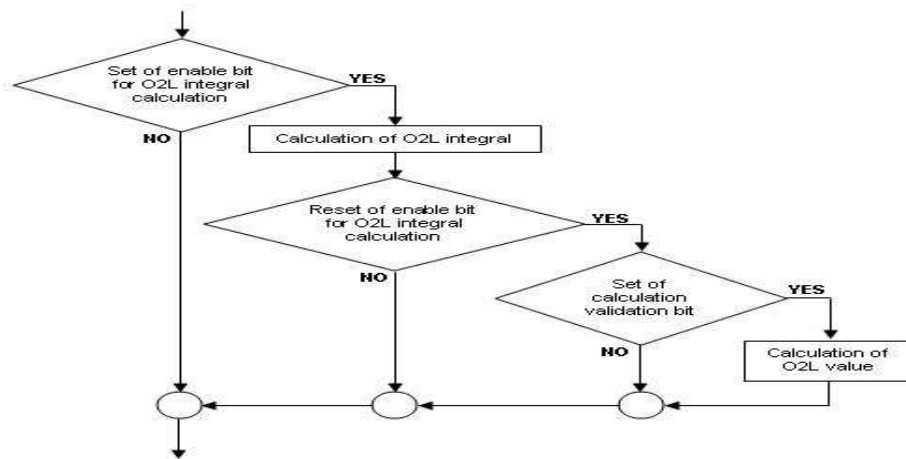 Set of enable bit
for O2L integral
calculation
YES
NO
Calculation of O2L integral
Reset of enable bit
for O2L integral
calculation
YES
NO
Set of
calculation
validation bit
YES
NO
Calculation of
O2L value